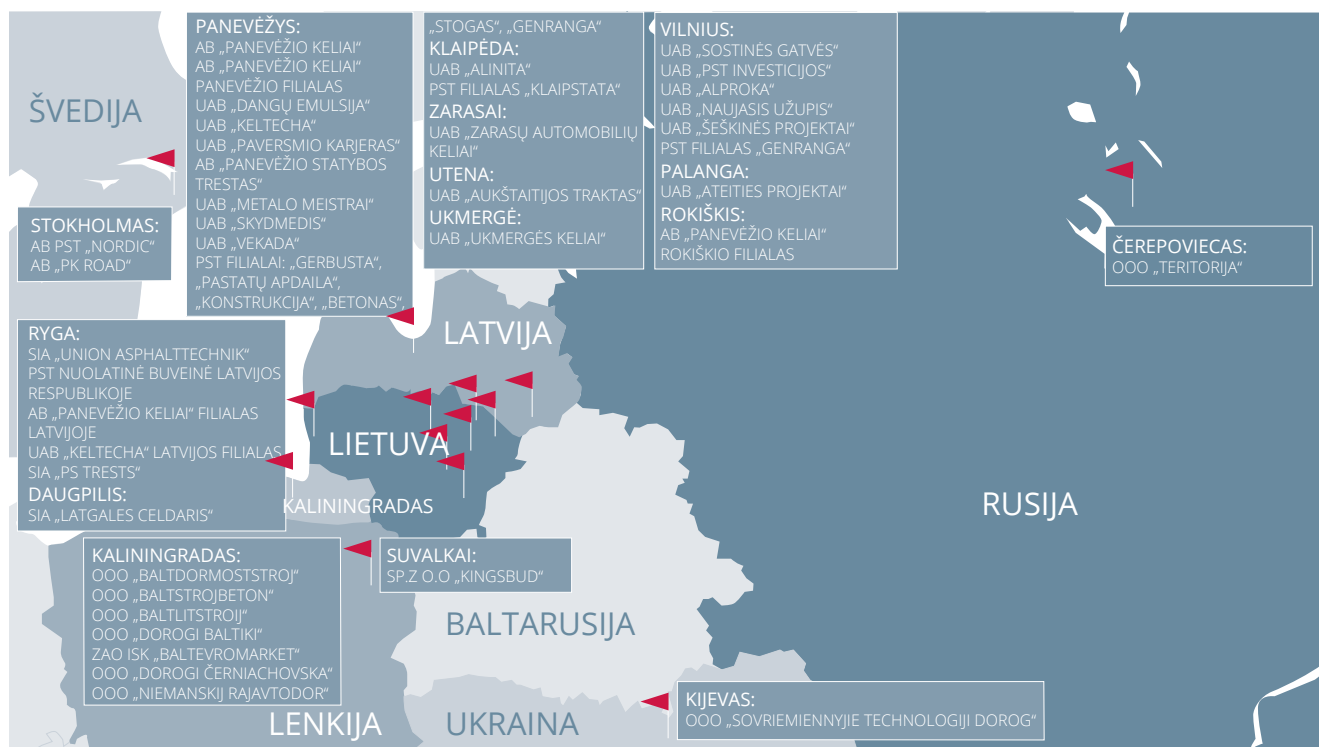 ŠVEDIJA
STOKHOLMAS:
AB PST „NORDIC“
AB „PK ROAD“
PANEVĖŽYS:
AB „PANEVĖŽIO KELIAI“
AB „PANEVĖŽIO KELIAI“
PANEVĖŽIO FILIALAS
UAB „DANGŲ EMULSIJA“
UAB „KELTECHA“
UAB „PAVERSMIO KARJERAS“
AB „PANEVĖŽIO STATYBOS
TRESTAS“
UAB „METALO MEISTRAI“
UAB „SKYDMEDIS“
UAB „VEKADA“
PST FILIALAI: „GERBUSTA“,
„PASTATŲ APDAILA“,
„KONSTRUKCIJA“, „BETONAS“,
„STOGAS“, „GENRANGA“
KLAIPĖDA:
UAB „ALINITA“
PST FILIALAS „KLAIPSTATA“
ZARASAI:
UAB „ZARASŲ AUTOMOBILIŲ
KELIAI“
UTENA:
UAB „AUKŠTAITIJOS TRAKTAS“
UKMERGĖ:
UAB „UKMERGĖS KELIAI“
VILNIUS:
UAB „SOSTINĖS GATVĖS“
UAB „PST INVESTICIJOS“
UAB „ALPROKA“
UAB „NAUJASIS UŽUPIS“
UAB „ŠEŠKINĖS PROJEKTAI“
PST FILIALAS „GENRANGA“
PALANGA:
UAB „ATEITIES PROJEKTAI“
ROKIŠKIS:
AB „PANEVĖŽIO KELIAI“
ROKIŠKIO FILIALAS
ČEREPOVIECAS:
OOO „TERITORIJA“
RYGA:
SIA „UNION ASPHALTTECHNIK“
PST NUOLATINĖ BUVEINĖ LATVIJOS
RESPUBLIKOJE
AB „PANEVĖŽIO KELIAI“ FILIALAS
LATVIJOJE
UAB „KELTECHA“ LATVIJOS FILIALAS
SIA „PS TRESTS“
DAUGPILIS:
SIA „LATGALES CELDARIS“
LATVIJA
LIETUVA
KALININGRADAS
RUSIJA
KALININGRADAS:
OOO „BALTDORMOSTSTROJ“
OOO „BALTSTROJBETON“
OOO „BALTLITSTROIJ“
OOO „DOROGI BALTIKI“
ZAO ISK „BALTEVROMARKET“
OOO „DOROGI ČERNIACHOVSKA“
OOO „NIEMANSKIJ RAJAVTODOR“
SUVALKAI:
SP.Z O.O „KINGSBUD“
BALTARUSIJA
LENKIJA
UKRAINA
KIJEVAS:
OOO „SOVRIEMIENNYJIE TECHNOLOGIJI DOROG“